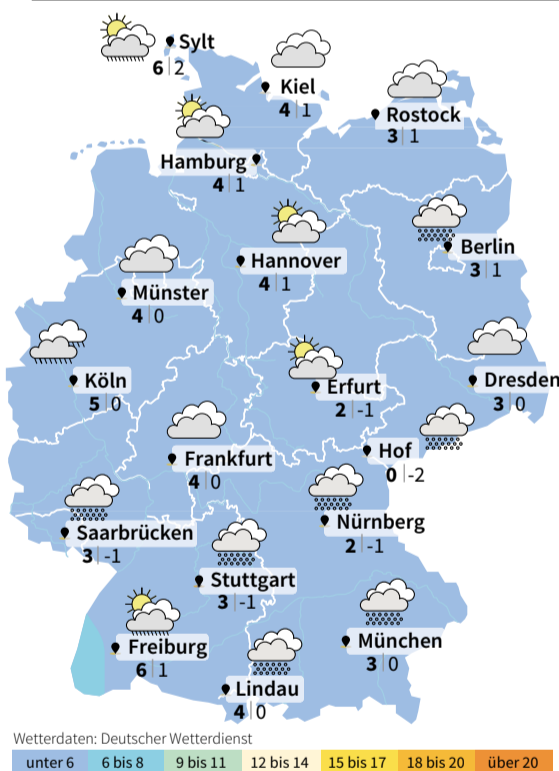 Sylt
6|2
Kiel
4|1
Rostock
3|1
Hamburg
4|1
Berlin
3|1
Hannover
4|1
Münster
4|0
Köln
5|0
Erfurt
2|-1
Dresden
3|0
Hof
0|-2
Frankfurt
4|0
Nürnberg
2|-1
Saarbrücken
3|-1
Stuttgart
3|-1
Freiburg
6|1
München
3|0
Lindau
4|0
Wetterdaten: Deutscher Wetterdienst
unter 6 6 bis 8 9 bis 11 12 bis 14 15 bis 17 18 bis 20 über 20